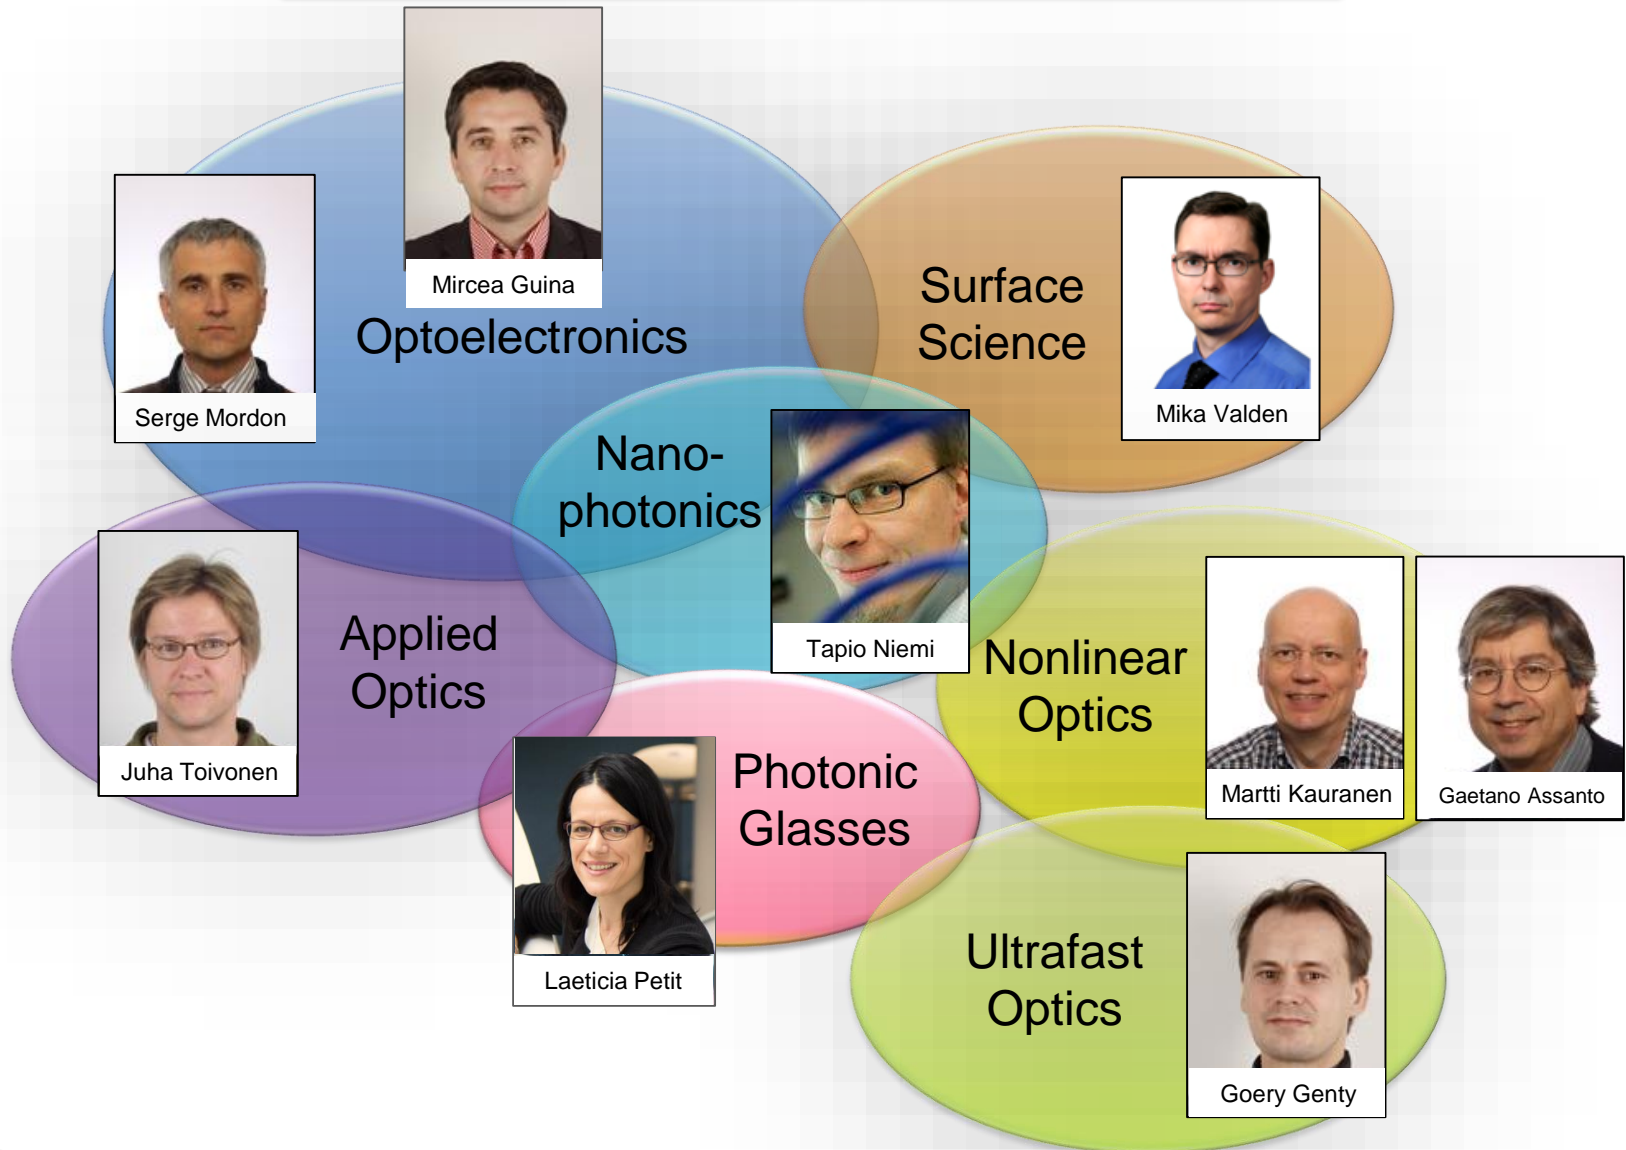 Mircea Guina
Serge Mordon
Optoelectronics
Surface
Science
Mika Valden
Nano-
photonics
Tapio Niemi
Applied
Optics
Juha Toivonen
Nonlinear
Optics
Martti Kauranen
Gaetano Assanto
Photonic
Glasses
Laeticia Petit
Ultrafast
Optics
Goery Genty